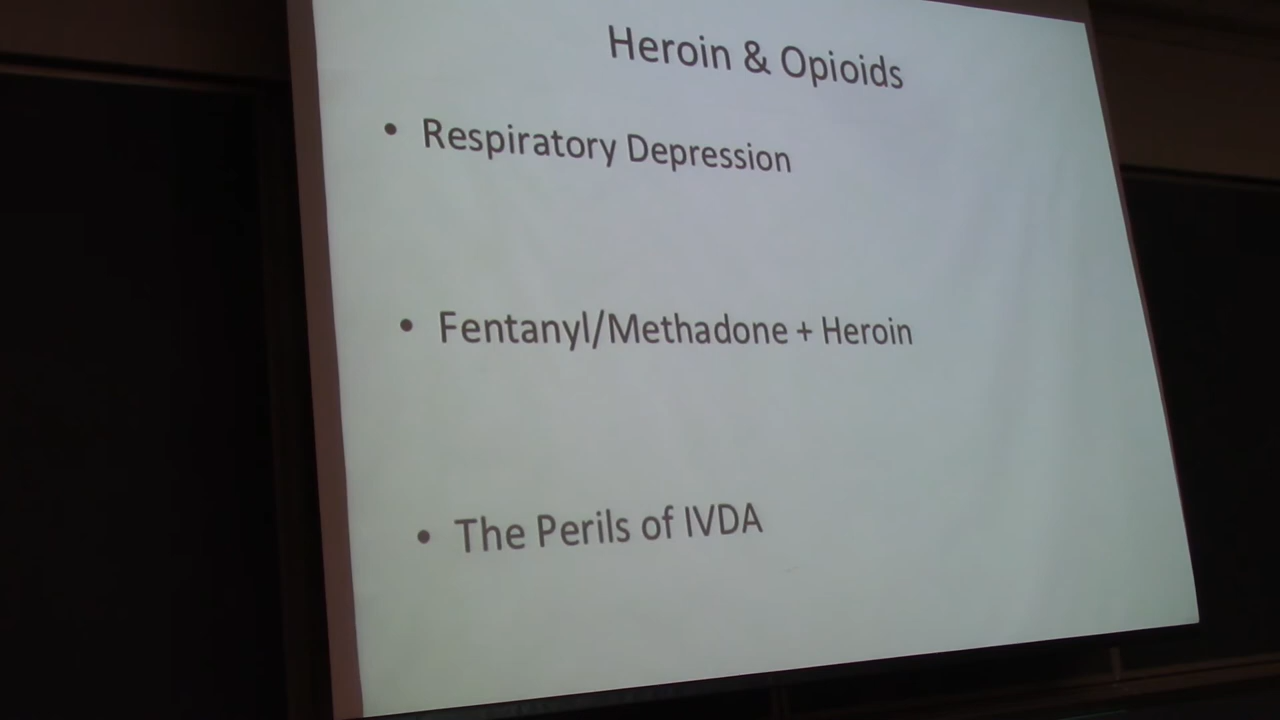 Heroin & Opioids
• Respiratory Depression
• Fentanyl/Methadone + Heroin
• The Perils of IVDA